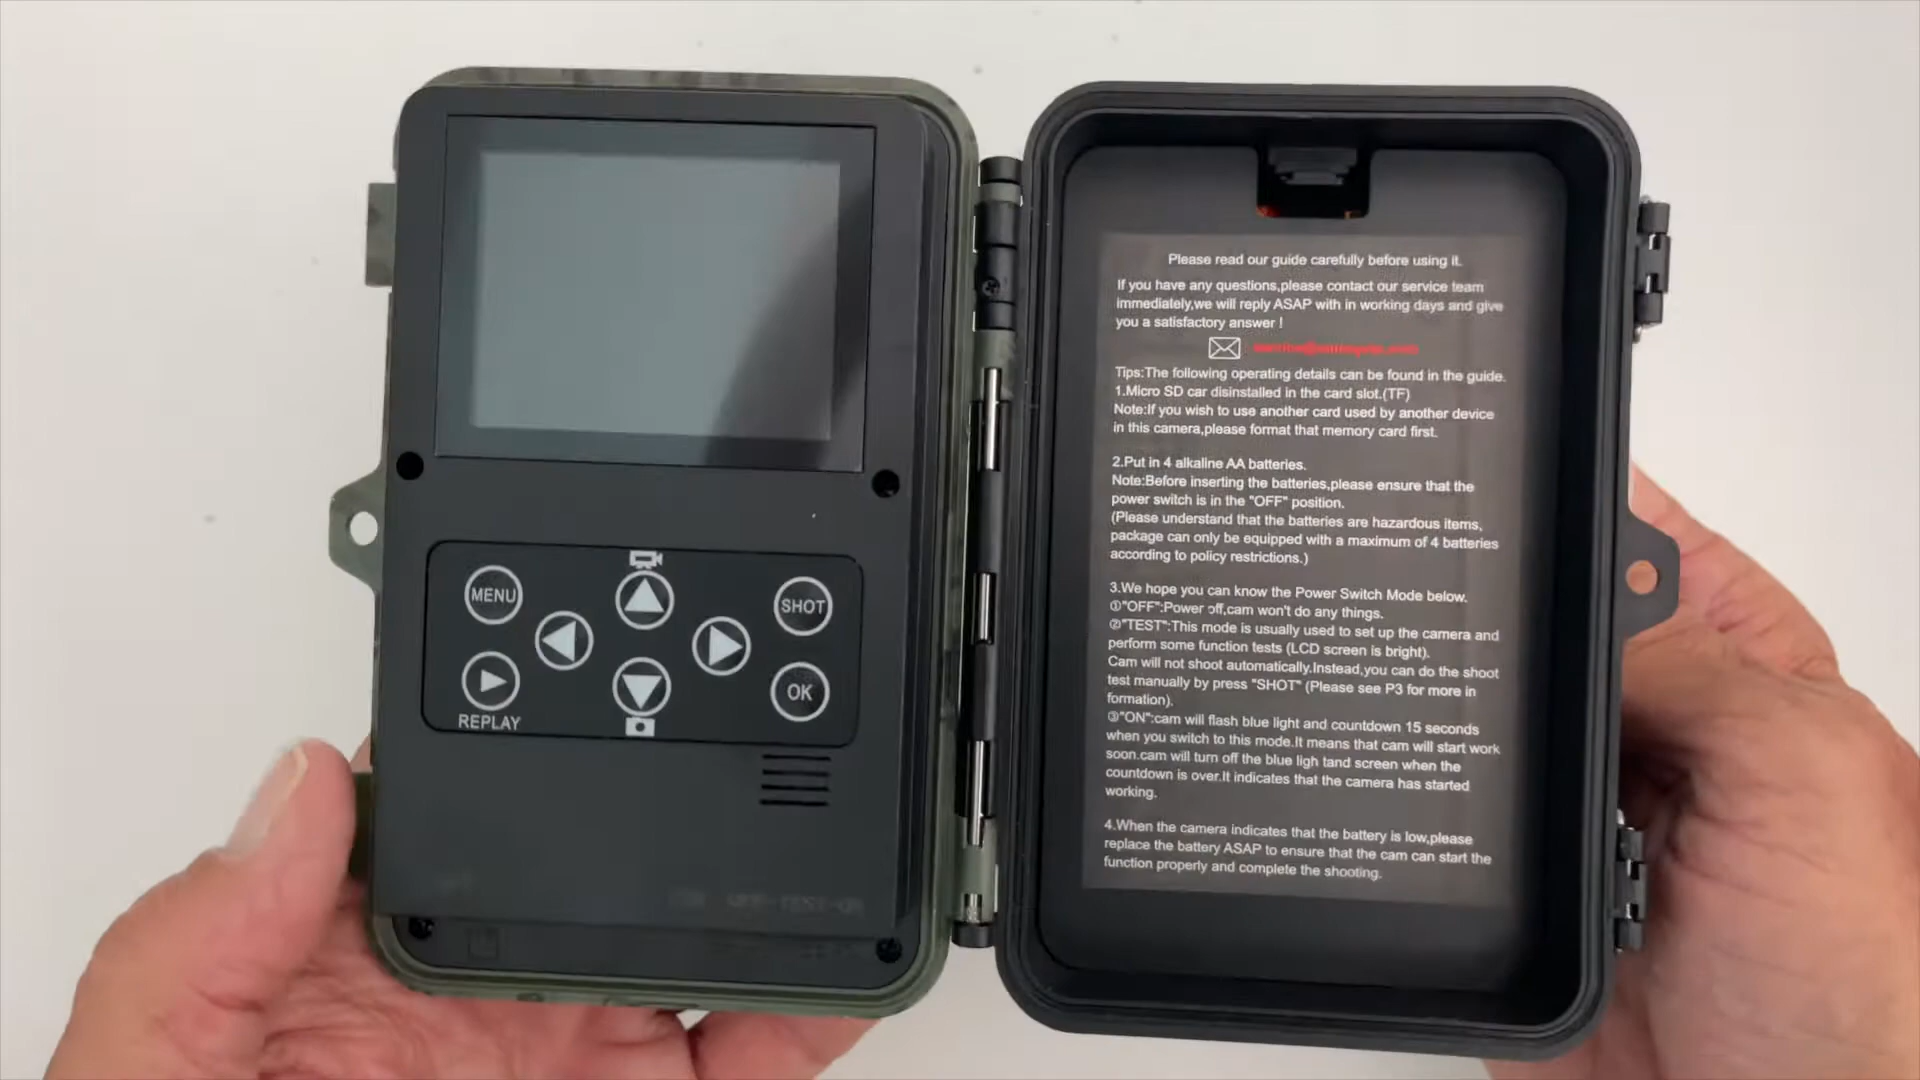 MENU
SHOT
OK
REPLAY
Please read our guide carefully before using it.
If you have any questions,please contact our service team
immediately,we will reply ASAP with in working days and give
you a satisfactory answer !
Tips:The following operating details can be found in the guide.
1.Micro SD car disinstalled in the card slot.(TF)
Note:If you wish to use another card used by another device
in this camera,please format that memory card first.
2.Put in 4 alkaline AA batteries.
Note:Before inserting the batteries,please ensure that the
power switch is in the "OFF" position.
(Please understand that the batteries are hazardous items,
package can only be equipped with a maximum of 4 batteries
according to policy restrictions.)
3.We hope you can know the Power Switch Mode below.
①"OFF":Power off,cam won't do any things.
②"TEST":This mode is usually used to set up the camera and
perform some function tests (LCD screen is bright).
Cam will not shoot automatically.Instead,you can do the shoot
test manually by press "SHOT" (Please see P3 for more in
formation).
③"ON":cam will flash blue light and countdown 15 seconds
when you switch to this mode.It means that cam will start work
soon.cam will turn off the blue ligh tand screen when the
countdown is over.It indicates that the camera has started
working.
4.When the camera indicates that the battery is low,please
replace the battery ASAP to ensure that the cam can start the
function properly and complete the shooting.